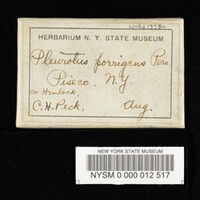 HERBARIUM N. Y. STATE MUSEUM.
Pleurotus porrigens Pers.
Piseco, N.Y.
on Hemlock,
C.H. Peck. Aug.
NEW YORK STATE MUSEUM
NYSM 0 000 012 517